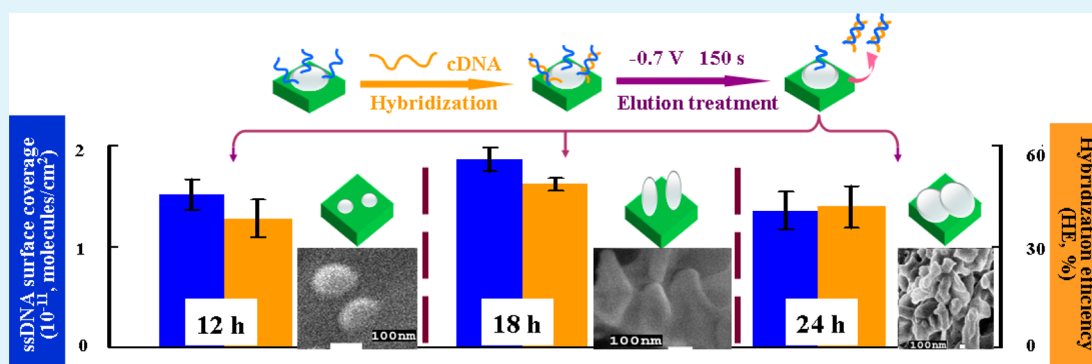 cDNA
Hybridization
-0.7 V 150 s
Elution treatment
ssDNA surface coverage
(10⁻¹¹, molecules/cm²)
2
1
0
12 h
100nm
18 h
100nm
24 h
100nm
60
30
0
Hybridization efficiency
(HE, %)